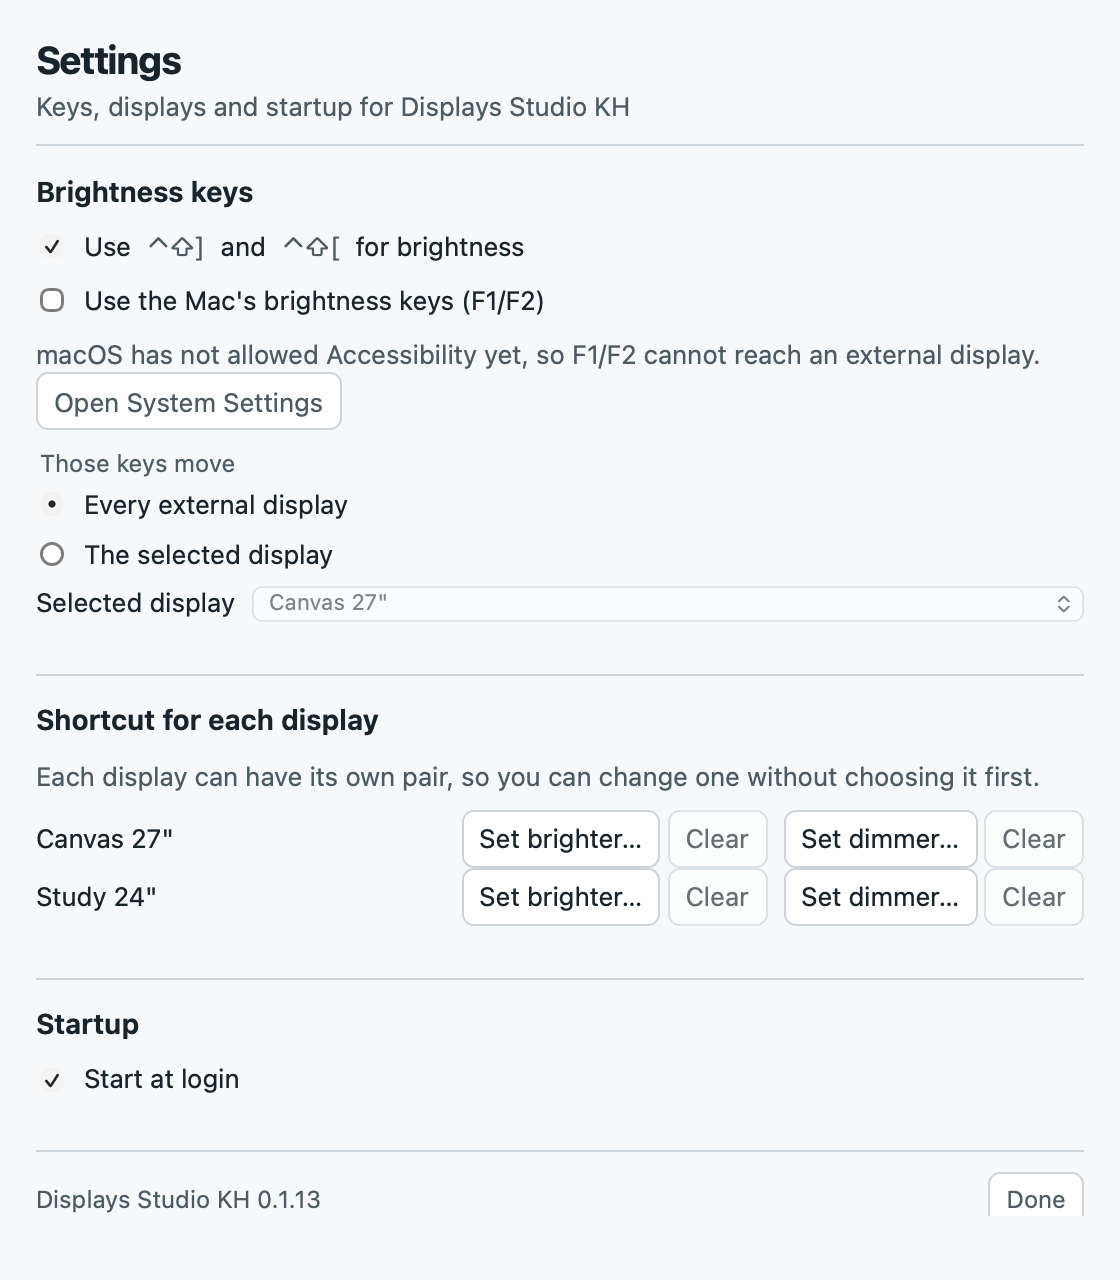 Settings
Keys, displays and startup for Displays Studio KH
Brightness keys
Use ^⇧] and ^⇧[ for brightness
Use the Mac's brightness keys (F1/F2)
macOS has not allowed Accessibility yet, so F1/F2 cannot reach an external display.
Open System Settings
Those keys move
Every external display
The selected display
Selected display Canvas 27"
Shortcut for each display
Each display can have its own pair, so you can change one without choosing it first.
Canvas 27" Set brighter... Clear Set dimmer... Clear
Study 24" Set brighter... Clear Set dimmer... Clear
Startup
Start at login
Displays Studio KH 0.1.13 Done